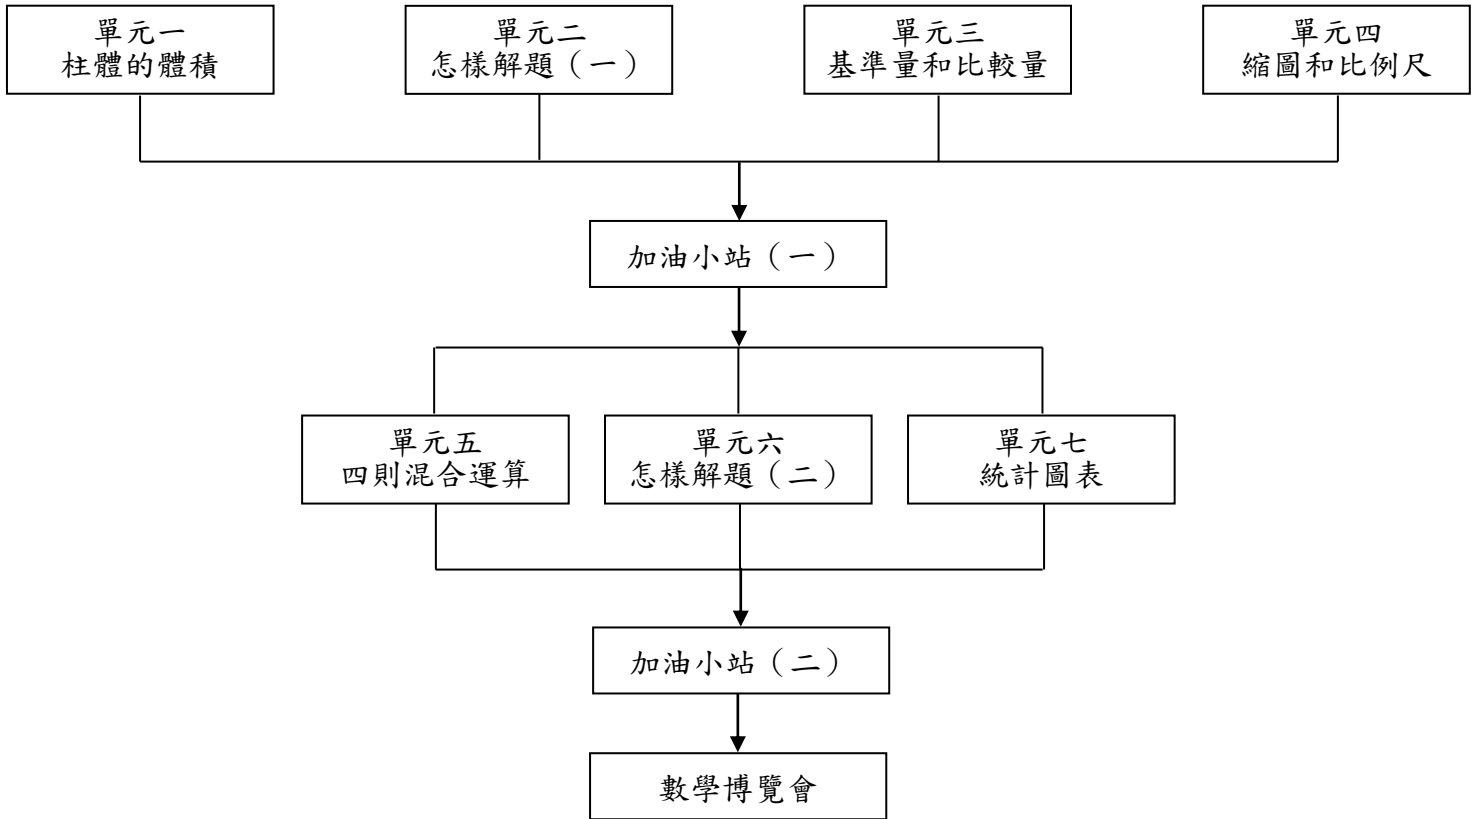 單元一
柱體的體積
單元二
怎樣解題（一）
單元三
基準量和比較量
單元四
縮圖和比例尺
加油小站（一）
單元五
四則混合運算
單元六
怎樣解題（二）
單元七
統計圖表
加油小站（二）
數學博覽會